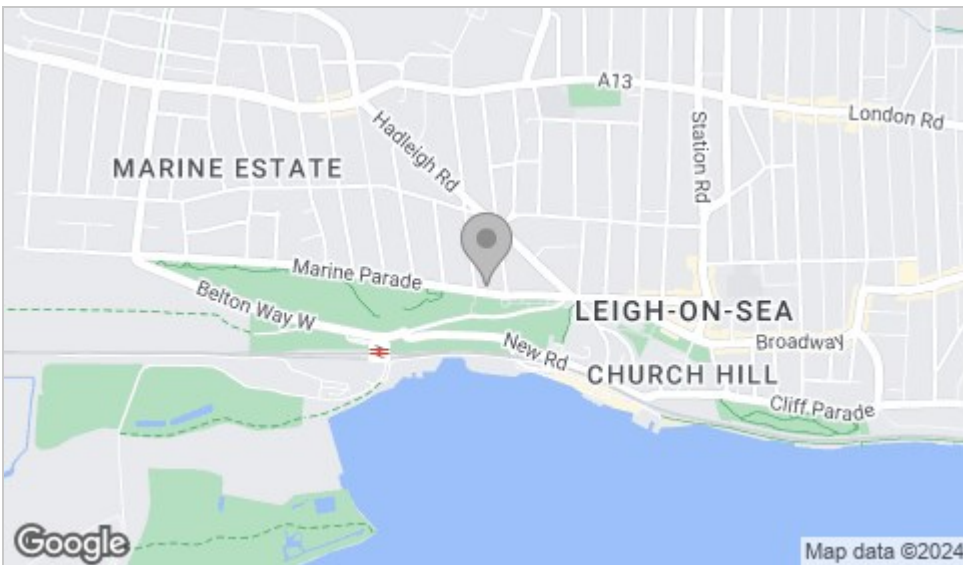 A13
London Rd
Station Rd
Hadleigh Rd
MARINE ESTATE
Marine Parade
Belton Way W
LEIGH-ON-SEA
New Rd
Broadway
CHURCH HILL
Cliff Parade
Google
Map data ©2024